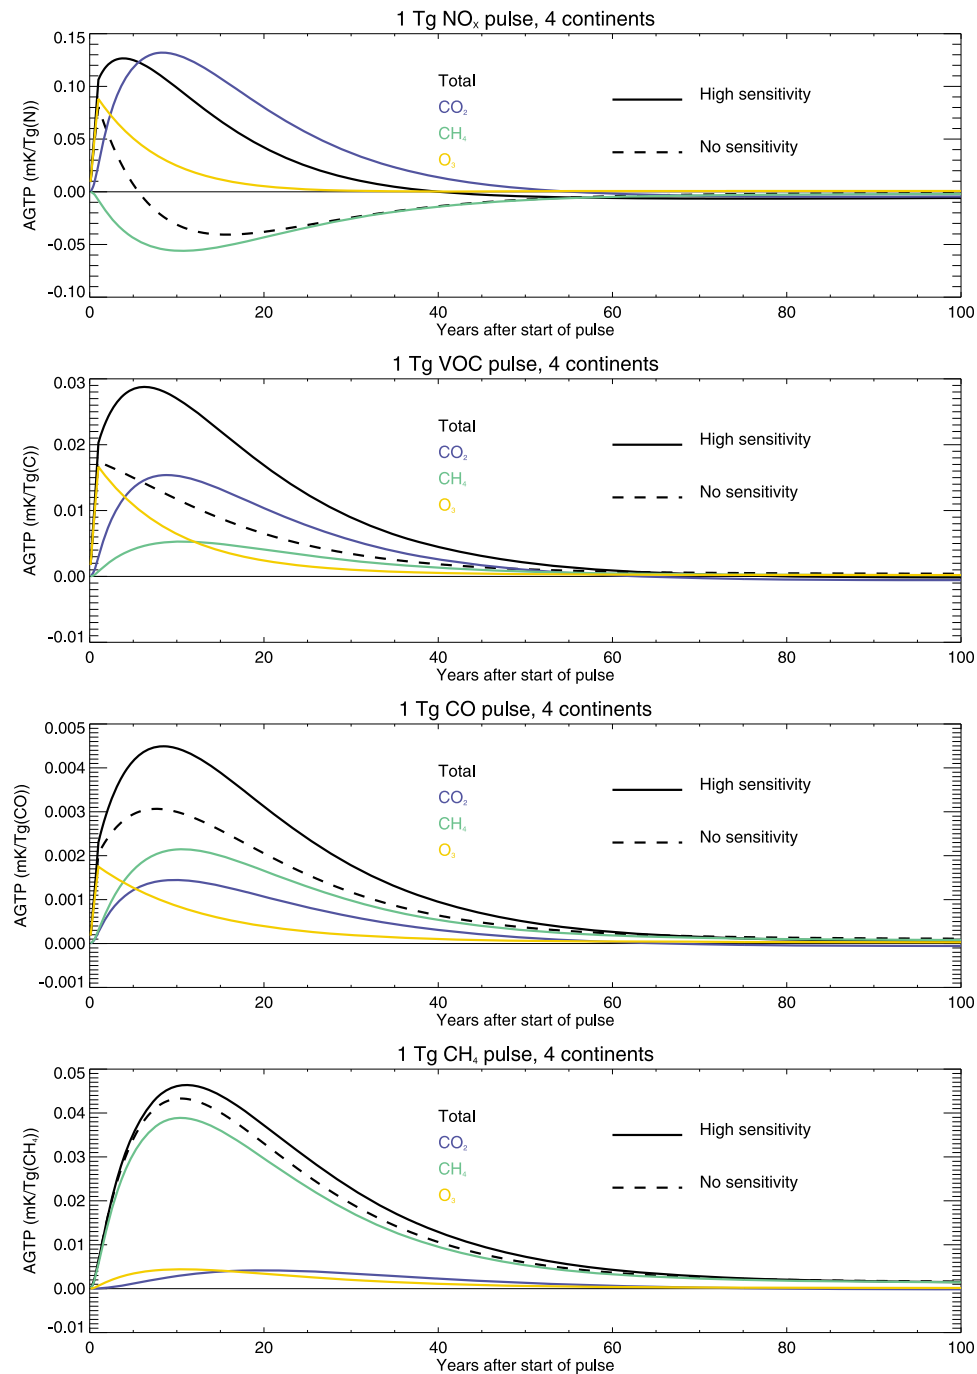 1 Tg NOₓ pulse, 4 continents
AGTP (mK/Tg(N))
0.15
0.10
0.05
0.00
-0.05
-0.10
Total
CO₂
CH₄
O₃
High sensitivity
No sensitivity
0 20 40 60 80 100
Years after start of pulse
1 Tg VOC pulse, 4 continents
AGTP (mK/Tg(C))
0.03
0.02
0.01
0.00
-0.01
Total
CO₂
CH₄
O₃
High sensitivity
No sensitivity
0 20 40 60 80 100
Years after start of pulse
1 Tg CO pulse, 4 continents
AGTP (mK/Tg(CO))
0.005
0.004
0.003
0.002
0.001
0.000
-0.001
Total
CO₂
CH₄
O₃
High sensitivity
No sensitivity
0 20 40 60 80 100
Years after start of pulse
1 Tg CH₄ pulse, 4 continents
AGTP (mK/Tg(CH₄))
0.05
0.04
0.03
0.02
0.01
0.00
-0.01
Total
CO₂
CH₄
O₃
High sensitivity
No sensitivity
0 20 40 60 80 100
Years after start of pulse